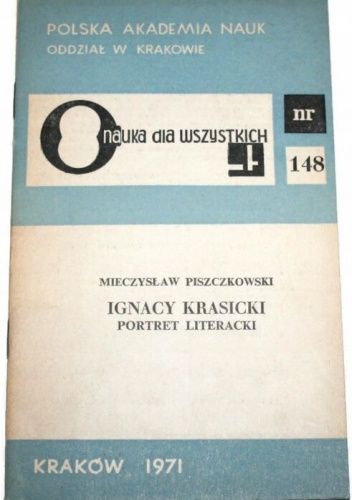 POLSKA AKADEMIA NAUK
ODDZIAŁ W KRAKOWIE
nauka dla wszystkich
nr
148
MIECZYSŁAW PISZCZKOWSKI
IGNACY KRASICKI
PORTRET LITERACKI
KRAKÓW 1971